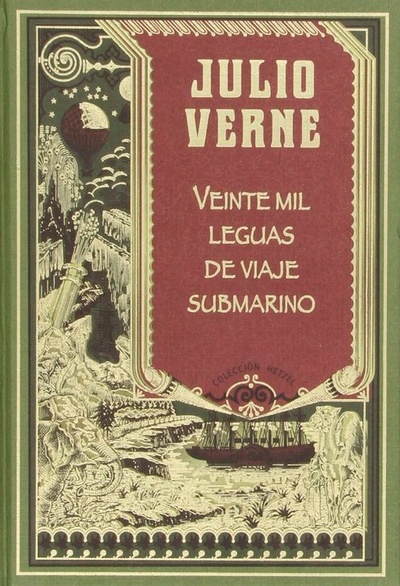 JULIO
VERNE
VEINTE MIL
LEGUAS
DE VIAJE
SUBMARINO
COLECCIÓN HETZEL